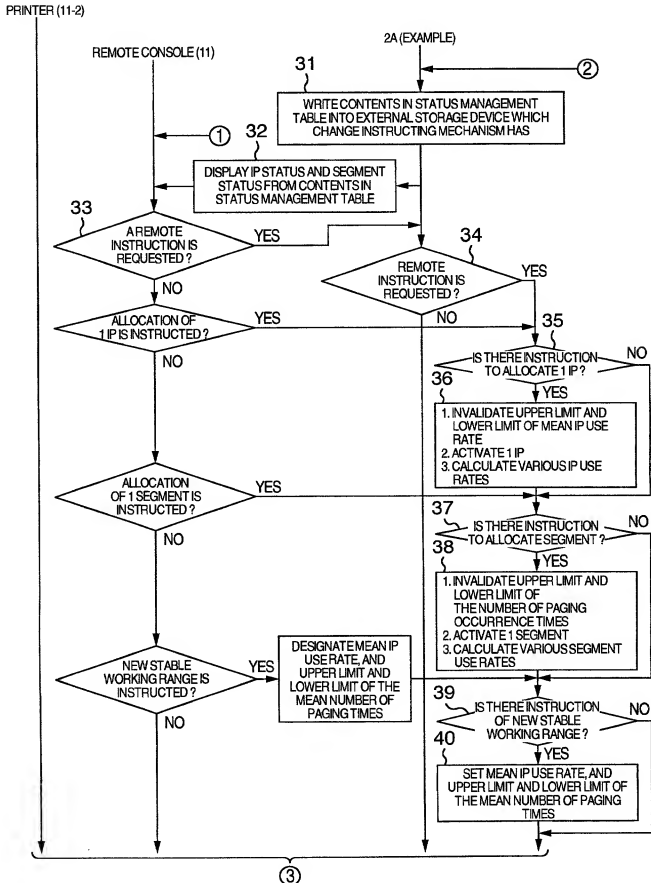 PRINTER (11-2)
REMOTE CONSOLE (11)
2A (EXAMPLE)
2
31
WRITE CONTENTS IN STATUS MANAGEMENT
TABLE INTO EXTERNAL STORAGE DEVICE WHICH
CHANGE INSTRUCTING MECHANISM HAS
1
32
DISPLAY IP STATUS AND SEGMENT
STATUS FROM CONTENTS IN
STATUS MANAGEMENT TABLE
33
A REMOTE
INSTRUCTION IS
REQUESTED ?
YES
NO
34
REMOTE
INSTRUCTION IS
REQUESTED ?
YES
NO
ALLOCATION OF
1 IP IS INSTRUCTED ?
YES
NO
35
IS THERE INSTRUCTION
TO ALLOCATE 1 IP ?
NO
YES
36
1. INVALIDATE UPPER LIMIT AND
LOWER LIMIT OF MEAN IP USE
RATE
2. ACTIVATE 1 IP
3. CALCULATE VARIOUS IP USE
RATES
ALLOCATION
OF 1 SEGMENT IS
INSTRUCTED ?
YES
NO
37
IS THERE INSTRUCTION
TO ALLOCATE SEGMENT ?
NO
YES
38
1. INVALIDATE UPPER LIMIT AND
LOWER LIMIT OF
THE NUMBER OF PAGING
OCCURRENCE TIMES
2. ACTIVATE 1 SEGMENT
3. CALCULATE VARIOUS SEGMENT
USE RATES
NEW STABLE
WORKING RANGE IS
INSTRUCTED ?
YES
NO
DESIGNATE MEAN IP
USE RATE, AND
UPPER LIMIT AND
LOWER LIMIT OF THE
MEAN NUMBER OF
PAGING TIMES
39
IS THERE INSTRUCTION
OF NEW STABLE
WORKING RANGE ?
NO
YES
40
SET MEAN IP USE RATE, AND
UPPER LIMIT AND LOWER LIMIT OF
THE MEAN NUMBER OF PAGING
TIMES
3